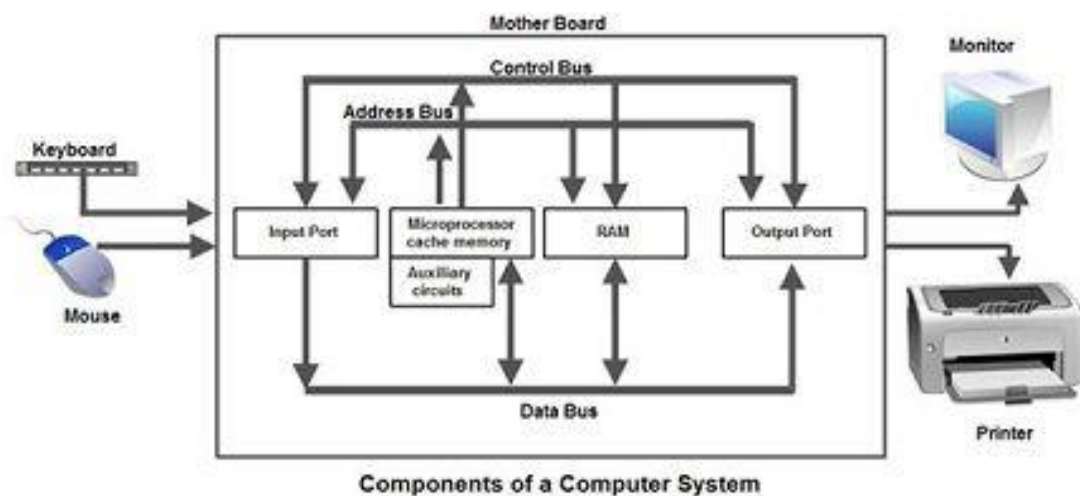 Mother Board
Monitor
Control Bus
Address Bus
Keyboard
Input Port
Microprocessor
cache memory
RAM
Output Port
Auxiliary
circuits
Mouse
Data Bus
Printer
Components of a Computer System